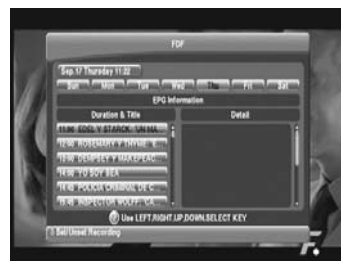 FDF
Sep.17 Thursday 11:22
Sun Mon Tue Wed Thu Fri Sat
EPG Information
Duration & Title Detail
11:00 EDEL Y STARCK: UN MA
12:00 ROSEMARY Y THYME: E
13:00 DEMPSEY Y MAKEPEAC
14:00 YO SOY BEA
14:45 POLICIA CRIMINAL DE C
15:45 INSPECTOR WOLFF: CA
Use LEFT,RIGHT,UP,DOWN,SELECT KEY
Set/Unset Recording
F.